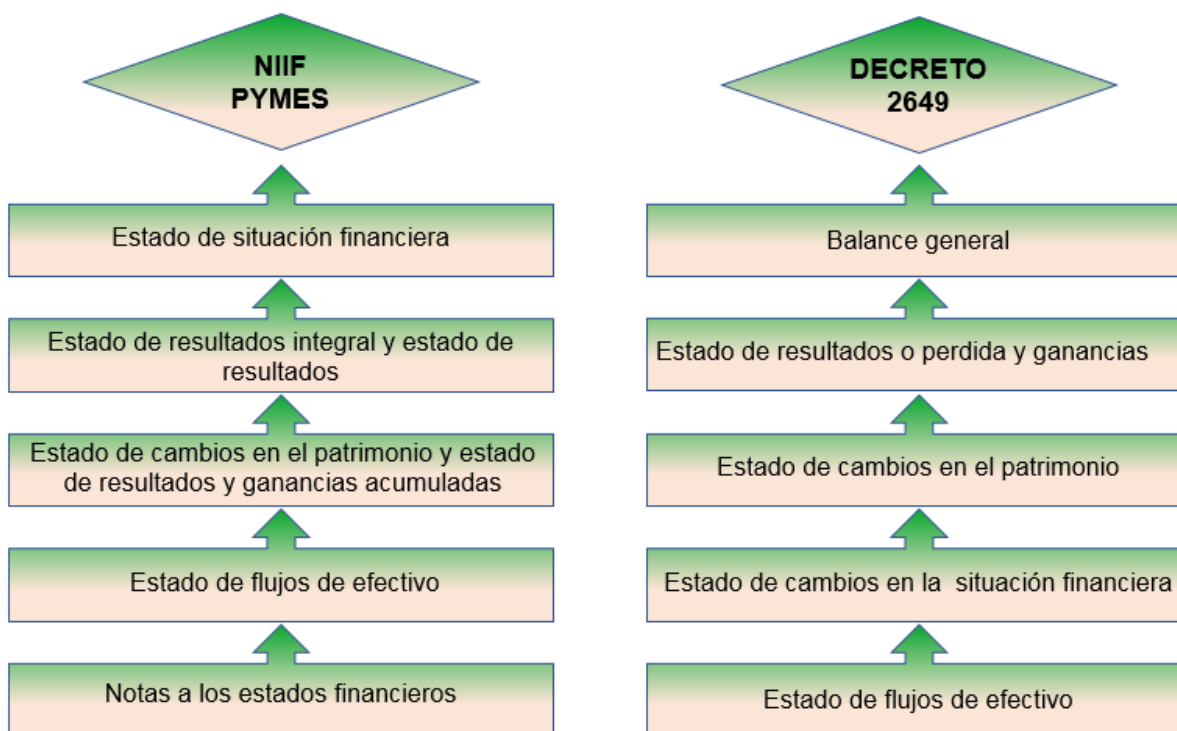 NIIF
PYMES
Estado de situación financiera
Estado de resultados integral y estado de
resultados
Estado de cambios en el patrimonio y estado
de resultados y ganancias acumuladas
Estado de flujos de efectivo
Notas a los estados financieros
DECRETO
2649
Balance general
Estado de resultados o perdida y ganancias
Estado de cambios en el patrimonio
Estado de cambios en la situación financiera
Estado de flujos de efectivo